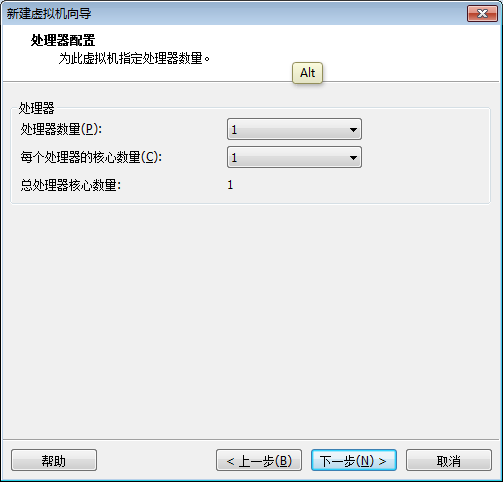 新建虚拟机向导
处理器配置
为此虚拟机指定处理器数量。
Alt
处理器
处理器数量(P): 1
每个处理器的核心数量(C): 1
总处理器核心数量: 1
帮助 < 上一步(B) 下一步(N) > 取消